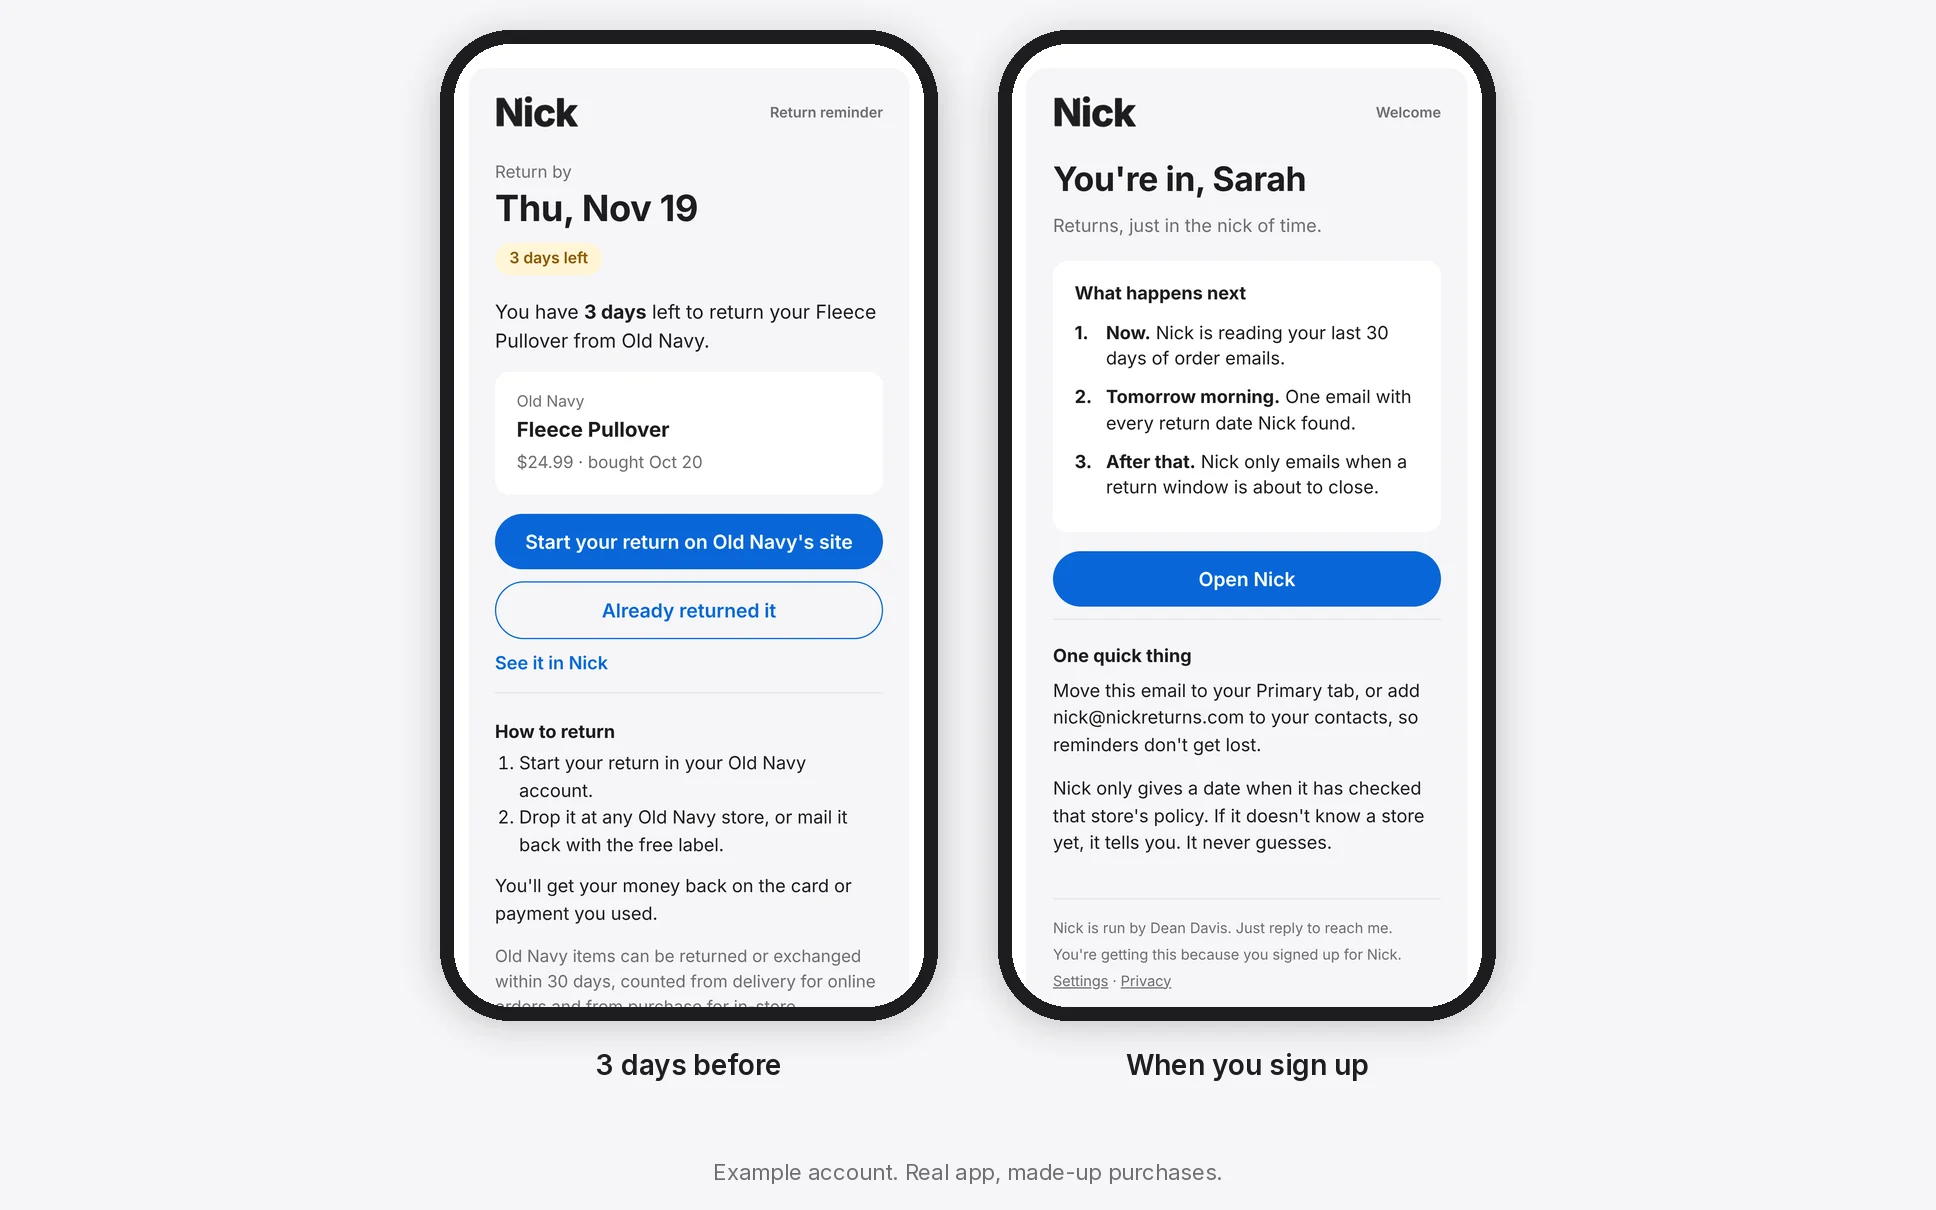 Nick
Return reminder
Return by
Thu, Nov 19
3 days left
You have 3 days left to return your Fleece
Pullover from Old Navy.
Old Navy
Fleece Pullover
$24.99 · bought Oct 20
Start your return on Old Navy's site
Already returned it
See it in Nick
How to return
1. Start your return in your Old Navy
account.
2. Drop it at any Old Navy store, or mail it
back with the free label.
You'll get your money back on the card or
payment you used.
Old Navy items can be returned or exchanged
within 30 days, counted from delivery for online
orders and from purchase for in-store
3 days before
Nick
Welcome
You're in, Sarah
Returns, just in the nick of time.
What happens next
1. Now. Nick is reading your last 30
days of order emails.
2. Tomorrow morning. One email with
every return date Nick found.
3. After that. Nick only emails when a
return window is about to close.
Open Nick
One quick thing
Move this email to your Primary tab, or add
nick@nickreturns.com to your contacts, so
reminders don't get lost.
Nick only gives a date when it has checked
that store's policy. If it doesn't know a store
yet, it tells you. It never guesses.
Nick is run by Dean Davis. Just reply to reach me.
You're getting this because you signed up for Nick.
Settings · Privacy
When you sign up
Example account. Real app, made-up purchases.